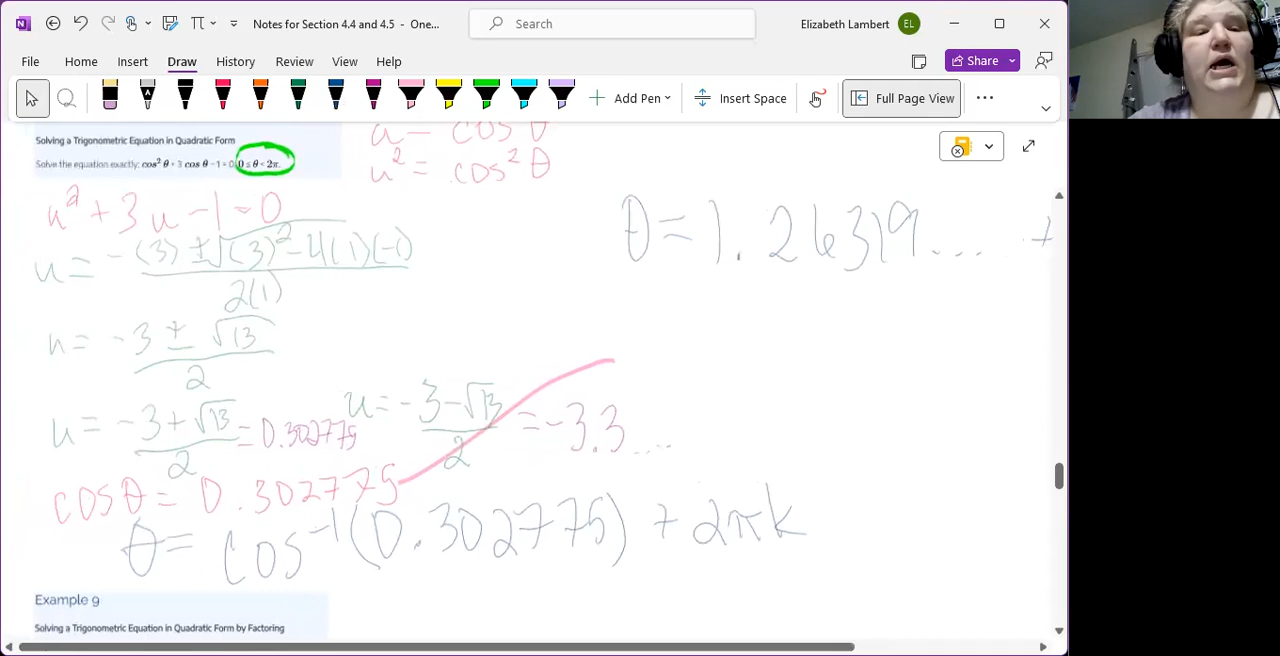 Notes for Section 4.4 and 4.5 - One...
Search
Elizabeth Lambert
EL
File Home Insert Draw History Review View Help
Share
Add Pen
Insert Space
Full Page View
Solving a Trigonometric Equation in Quadratic Form
Solve the equation exactly: cos² θ + 3 cos θ − 1 = 0, 0 ≤ θ < 2π.
u = cos θ
u² = cos² θ
u² + 3u - 1 = 0
u = -(3) ± √(3)² - 4(1)(-1)
2(1)
u = -3 ± √13
2
u = -3 + √13 = 0.302775
2
u = -3 - √13 = -3.3...
2
cosθ = 0.302775
θ = cos⁻¹(0.302775) + 2πk
θ = 1.26319... +
Example 9
Solving a Trigonometric Equation in Quadratic Form by Factoring